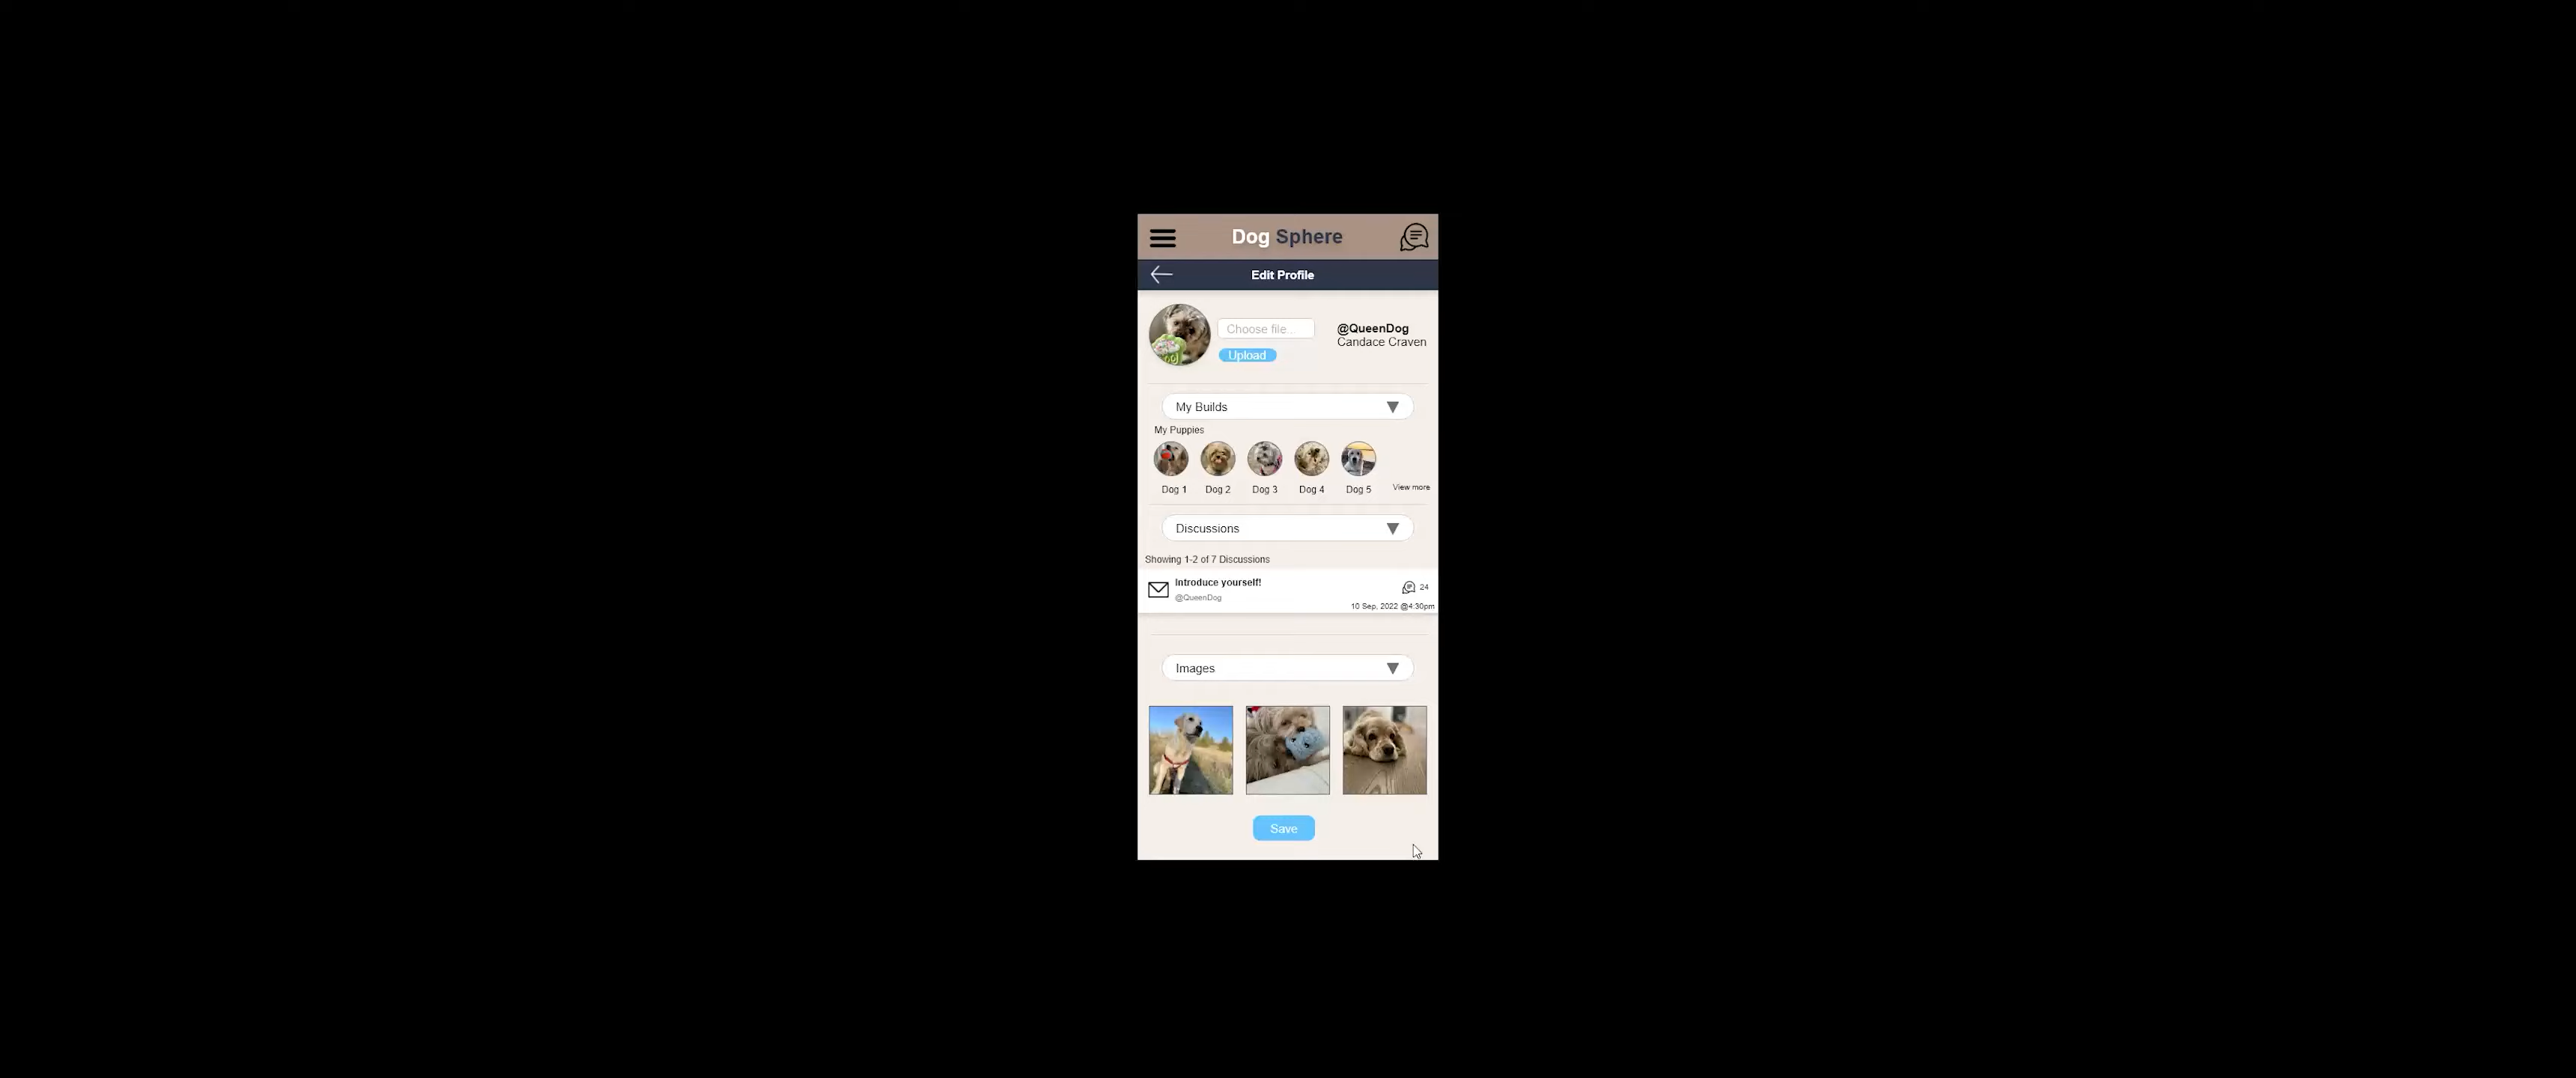 Dog Sphere
Edit Profile
Choose file...
Upload
@QueenDog
Candace Craven
My Builds
My Puppies
Dog 1 Dog 2 Dog 3 Dog 4 Dog 5 View more
Discussions
Showing 1-2 of 7 Discussions
Introduce yourself! 24
@QueenDog
10 Sep, 2022 @4:30pm
Images
Save